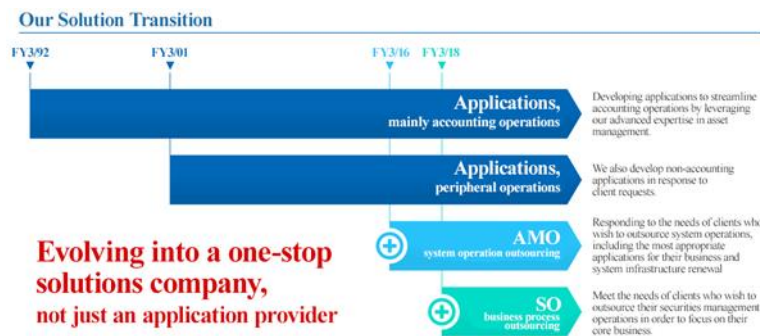 Our Solution Transition
FY3/92
FY3/01
FY3/16
FY3/18
Applications,
mainly accounting operations
Developing applications to streamline
accounting operations by leveraging
our advanced expertise in asset
management.
Applications,
peripheral operations
We also develop non-accounting
applications in response to
client requests.
AMO
system operation outsourcing
Responding to the needs of clients who
wish to outsource system operations,
including the most appropriate
applications for their business and
system infrastructure renewal
Evolving into a one-stop
solutions company,
not just an application provider
SO
business process
outsourcing
Meet the needs of clients who wish to
outsource their securities management
operations in order to focus on their
core business.